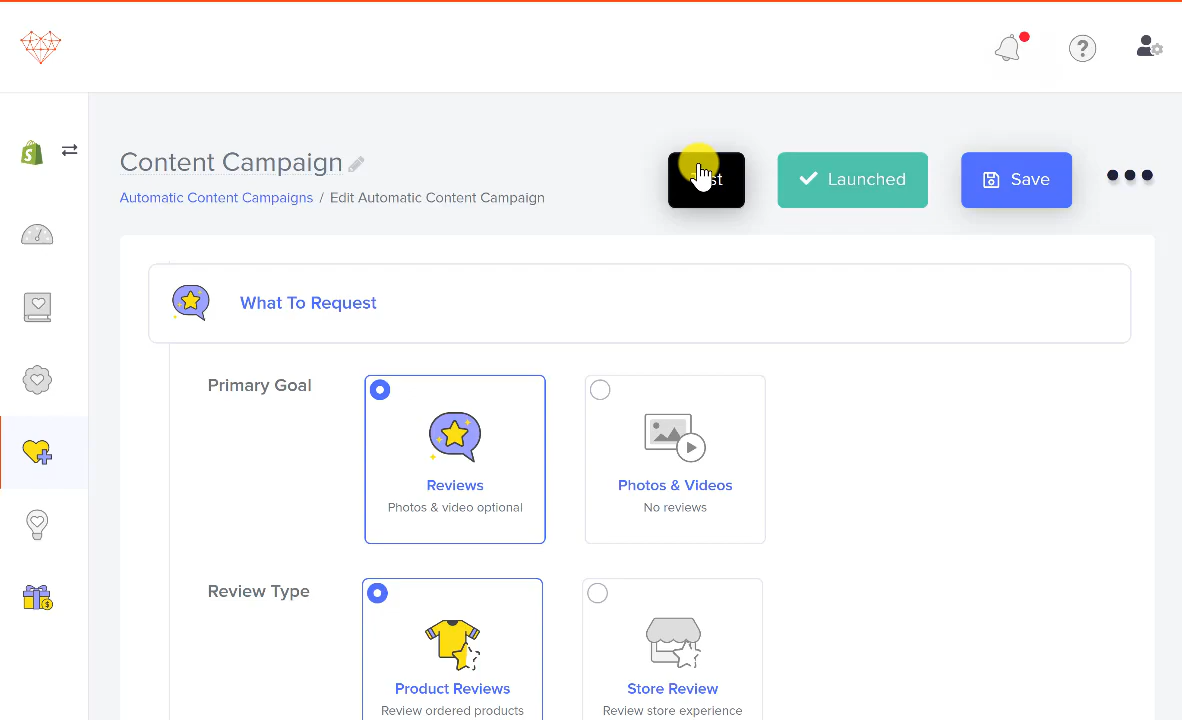 Content Campaign
Launched
Save
Automatic Content Campaigns / Edit Automatic Content Campaign
What To Request
Primary Goal
Reviews
Photos & video optional
Photos & Videos
No reviews
Review Type
Product Reviews
Review ordered products
Store Review
Review store experience